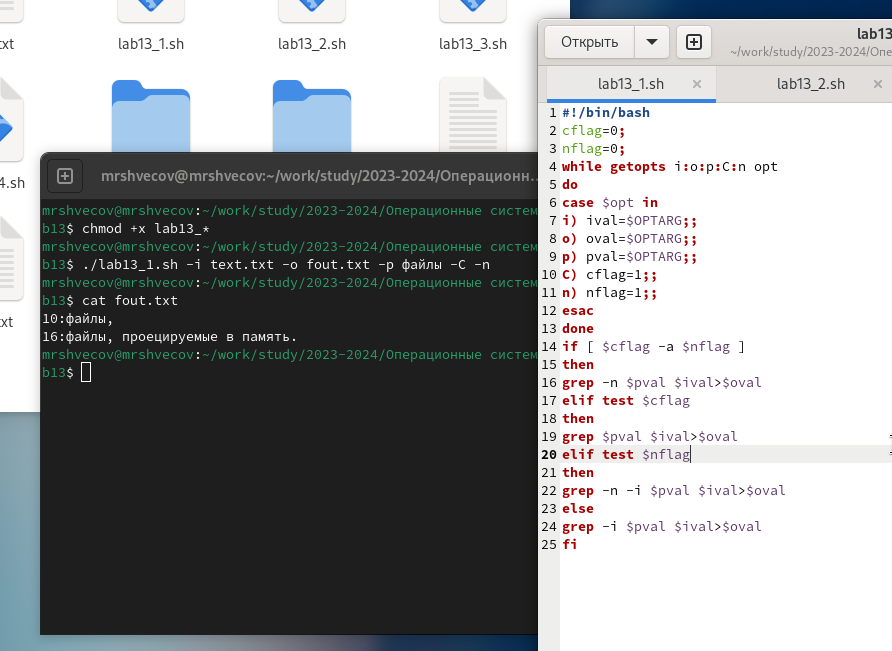 txt
lab13_1.sh
lab13_2.sh
lab13_3.sh
4.sh
txt
mrshvecov@mrshvecov:~/work/study/2023-2024/Операционн...
mrshvecov@mrshvecov:~/work/study/2023-2024/Операционные систем
b13$ chmod +x lab13_*
mrshvecov@mrshvecov:~/work/study/2023-2024/Операционные систем
b13$ ./lab13_1.sh -i text.txt -o fout.txt -p файлы -C -n
mrshvecov@mrshvecov:~/work/study/2023-2024/Операционные систем
b13$ cat fout.txt
10:файлы,
16:файлы, проецируемые в память.
mrshvecov@mrshvecov:~/work/study/2023-2024/Операционные систем
b13$
Открыть
lab13
~/work/study/2023-2024/Опе
lab13_1.sh ×
lab13_2.sh ×
1 #!/bin/bash
2 cflag=0;
3 nflag=0;
4 while getopts i:o:p:C:n opt
5 do
6 case $opt in
7 i) ival=$OPTARG;;
8 o) oval=$OPTARG;;
9 p) pval=$OPTARG;;
10 C) cflag=1;;
11 n) nflag=1;;
12 esac
13 done
14 if [ $cflag -a $nflag ]
15 then
16 grep -n $pval $ival>$oval
17 elif test $cflag
18 then
19 grep $pval $ival>$oval
20 elif test $nflag
21 then
22 grep -n -i $pval $ival>$oval
23 else
24 grep -i $pval $ival>$oval
25 fi